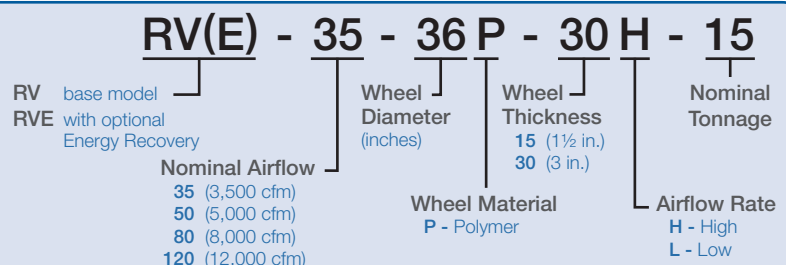 RV(E) - 35 - 36 P - 30 H - 15
RV base model
RVE with optional
Energy Recovery
Nominal Airflow
35 (3,500 cfm)
50 (5,000 cfm)
80 (8,000 cfm)
120 (12,000 cfm)
Wheel
Diameter
(inches)
Wheel Material
P - Polymer
Wheel
Thickness
15 (1½ in.)
30 (3 in.)
Airflow Rate
H - High
L - Low
Nominal
Tonnage